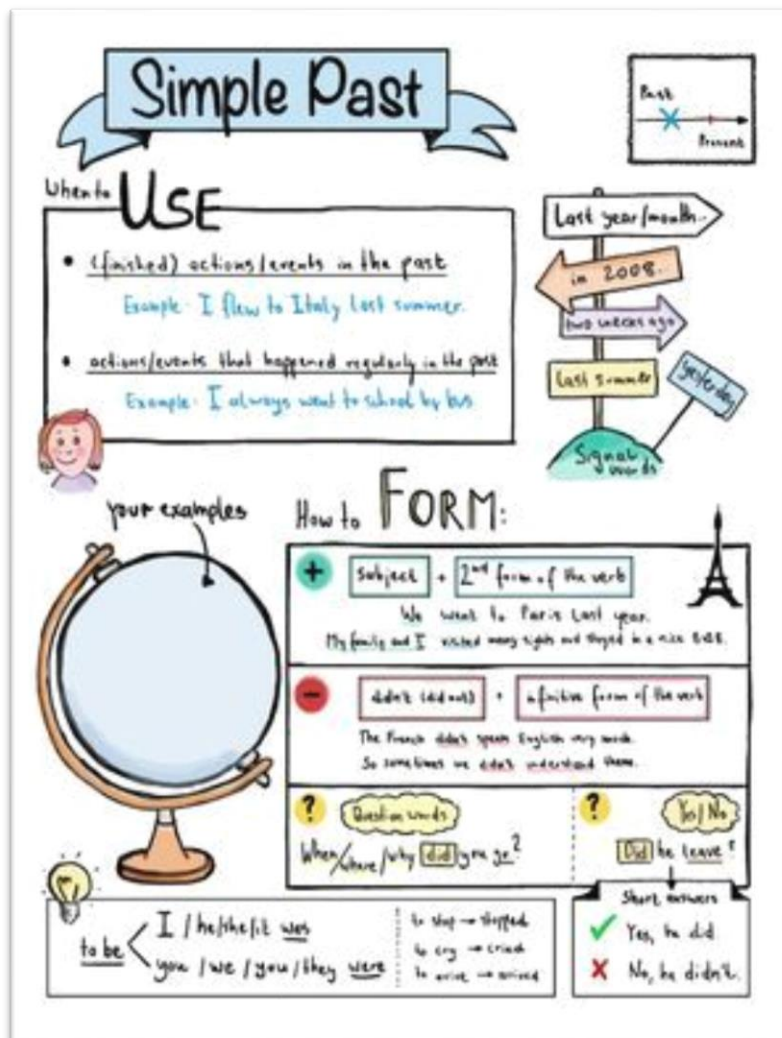 Simple Past
Past
Present
When to USE
• (finished) actions/events in the past
Example: I flew to Italy last summer.
• actions/events that happened regularly in the past
Example: I always went to school by bus
Last year/month..
in 2008.
two weeks ago
last summer
yesterday
Signal words
your examples
How to FORM:
+ subject + 2nd form of the verb
We went to Paris last year.
My family and I visited many sights and stayed in a nice B&B.
- didn't (did not) + infinitive form of the verb
The French didn't speak English very much.
So sometimes we didn't understand them.
? Question words
When/where/why did you go?
? Yes/No
Did he leave?
Short answers
Yes, he did.
No, he didn't.
to be
I /he/she/it was
you /we /you /they were
to stop → stopped
to cry → cried
to arrive → arrived